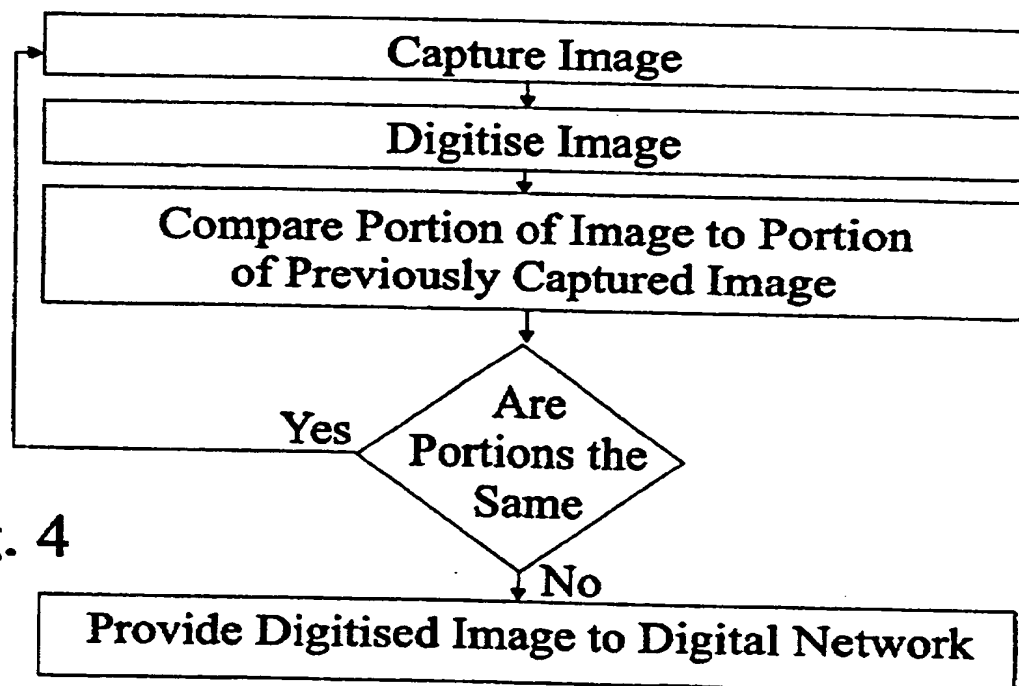 Capture Image
Digitise Image
Compare Portion of Image to Portion
of Previously Captured Image
Are
Portions the
Same
Yes
No
. 4
Provide Digitised Image to Digital Network